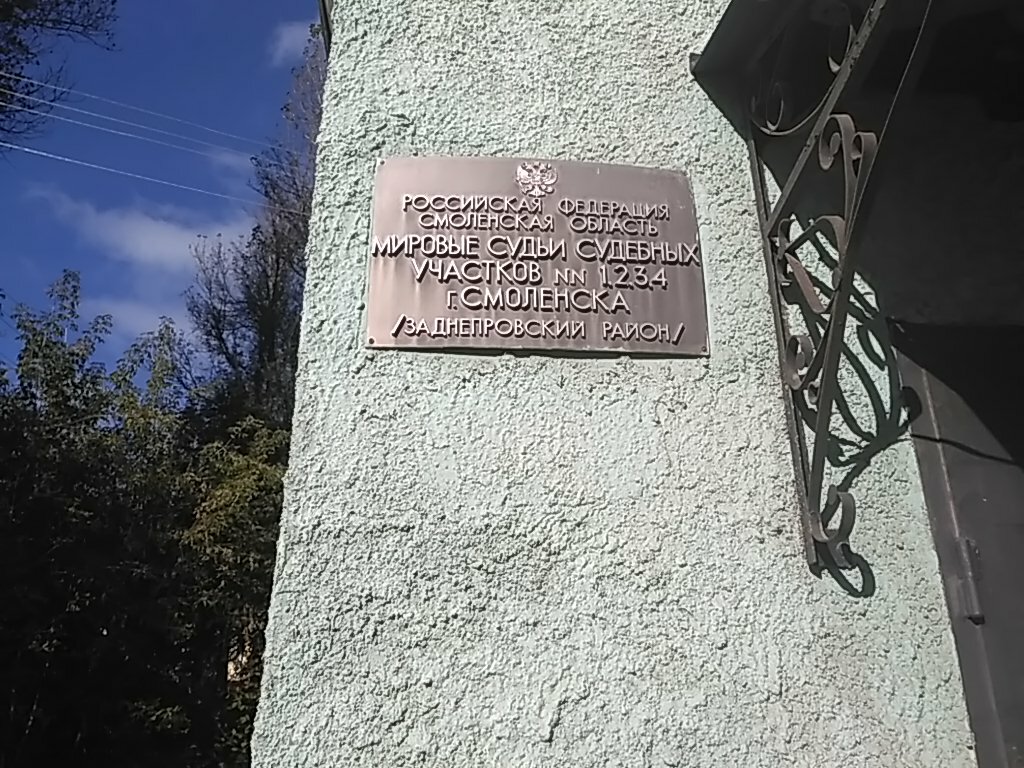 РОССИЙСКАЯ ФЕДЕРАЦИЯ
СМОЛЕНСКАЯ ОБЛАСТЬ
МИРОВЫЕ СУДЬИ СУДЕБНЫХ
УЧАСТКОВ NN 1.2.3.4
Г.СМОЛЕНСКА
/ЗАДНЕПРОВСКИЙ РАЙОН/